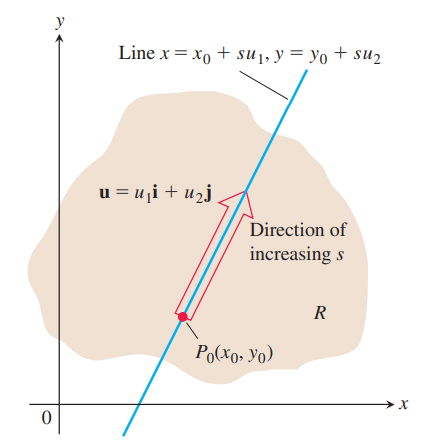 y
Line x = x₀ + su₁, y = y₀ + su₂
u = u₁i + u₂j
Direction of
increasing s
R
P₀(x₀, y₀)
x
0